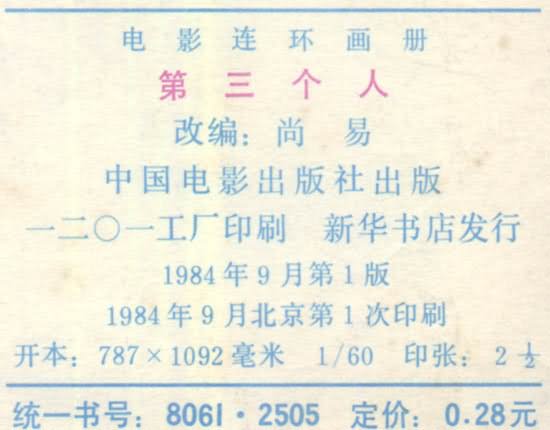 电影连环画册
第三个人
改编：尚 易
中国电影出版社出版
一二〇一工厂印刷 新华书店发行
1984年9月第1版
1984年9月北京第1次印刷
开本：787×1092毫米 1/60 印张：2 1/2
统一书号：8061·2505 定价：0.28元